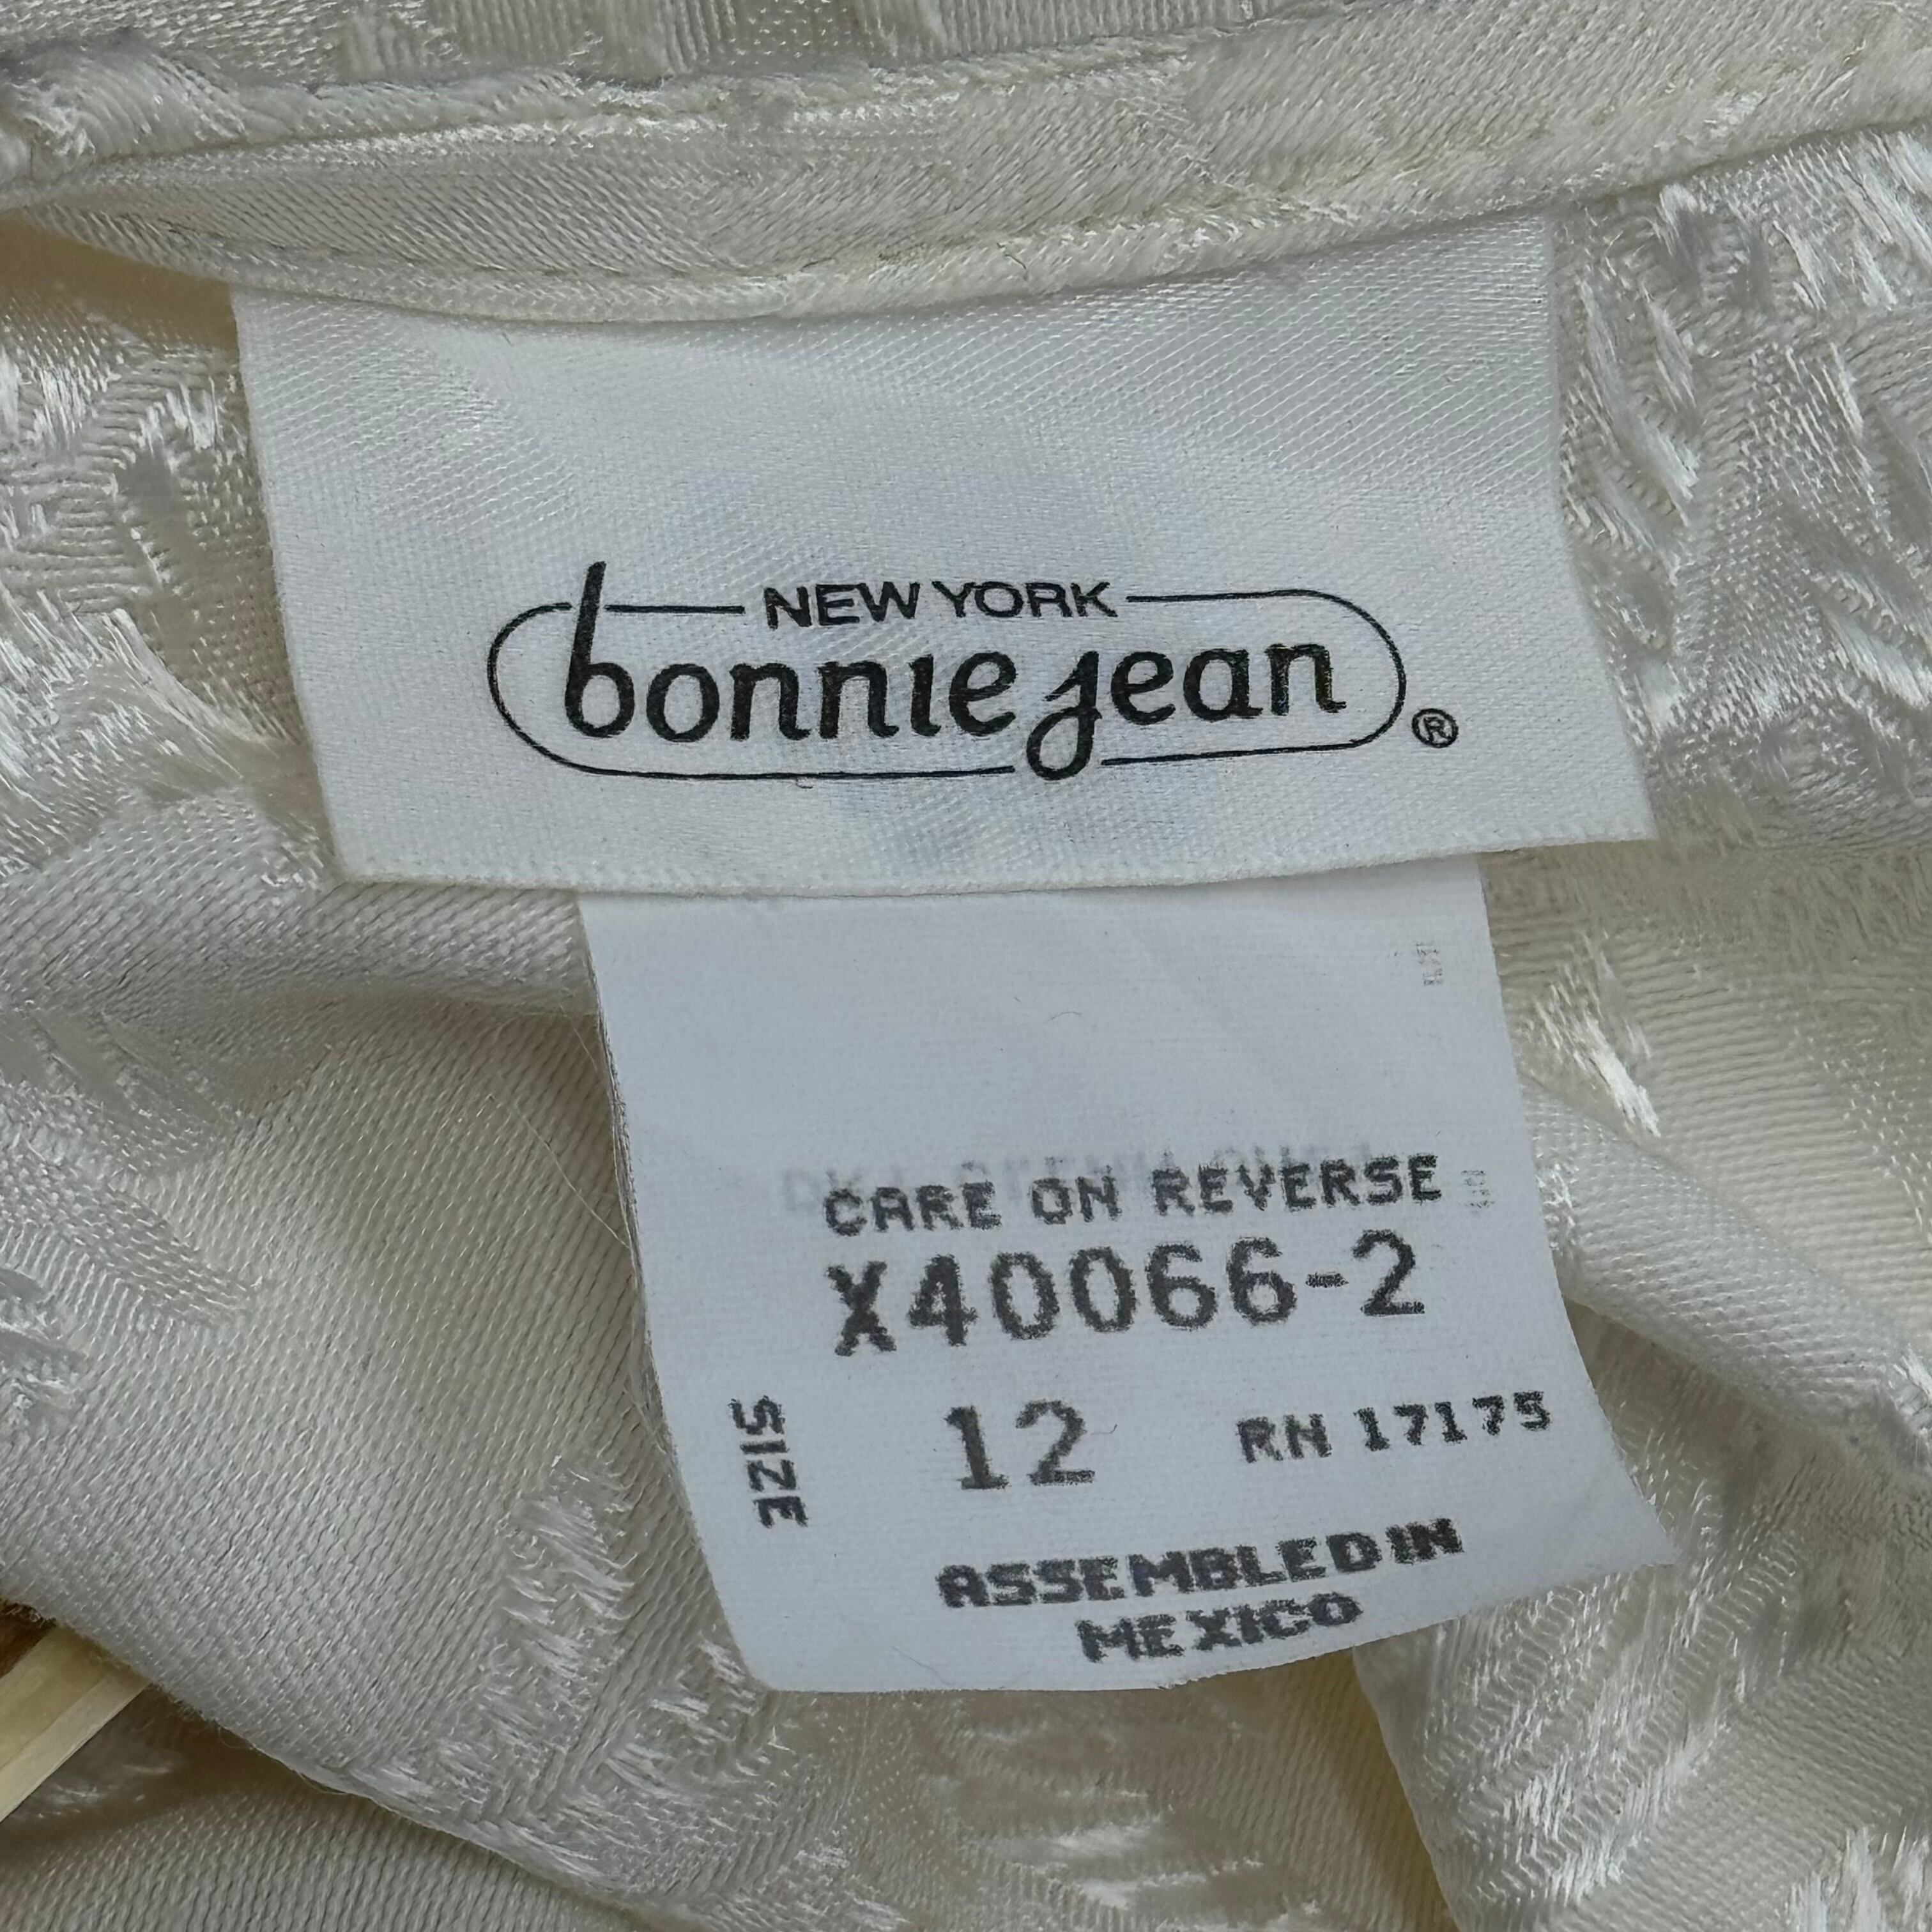 NEW YORK
bonnie jean®
CARE ON REVERSE
X40066-2
SIZE 12 RN 17175
ASSEMBLED IN
MEXICO